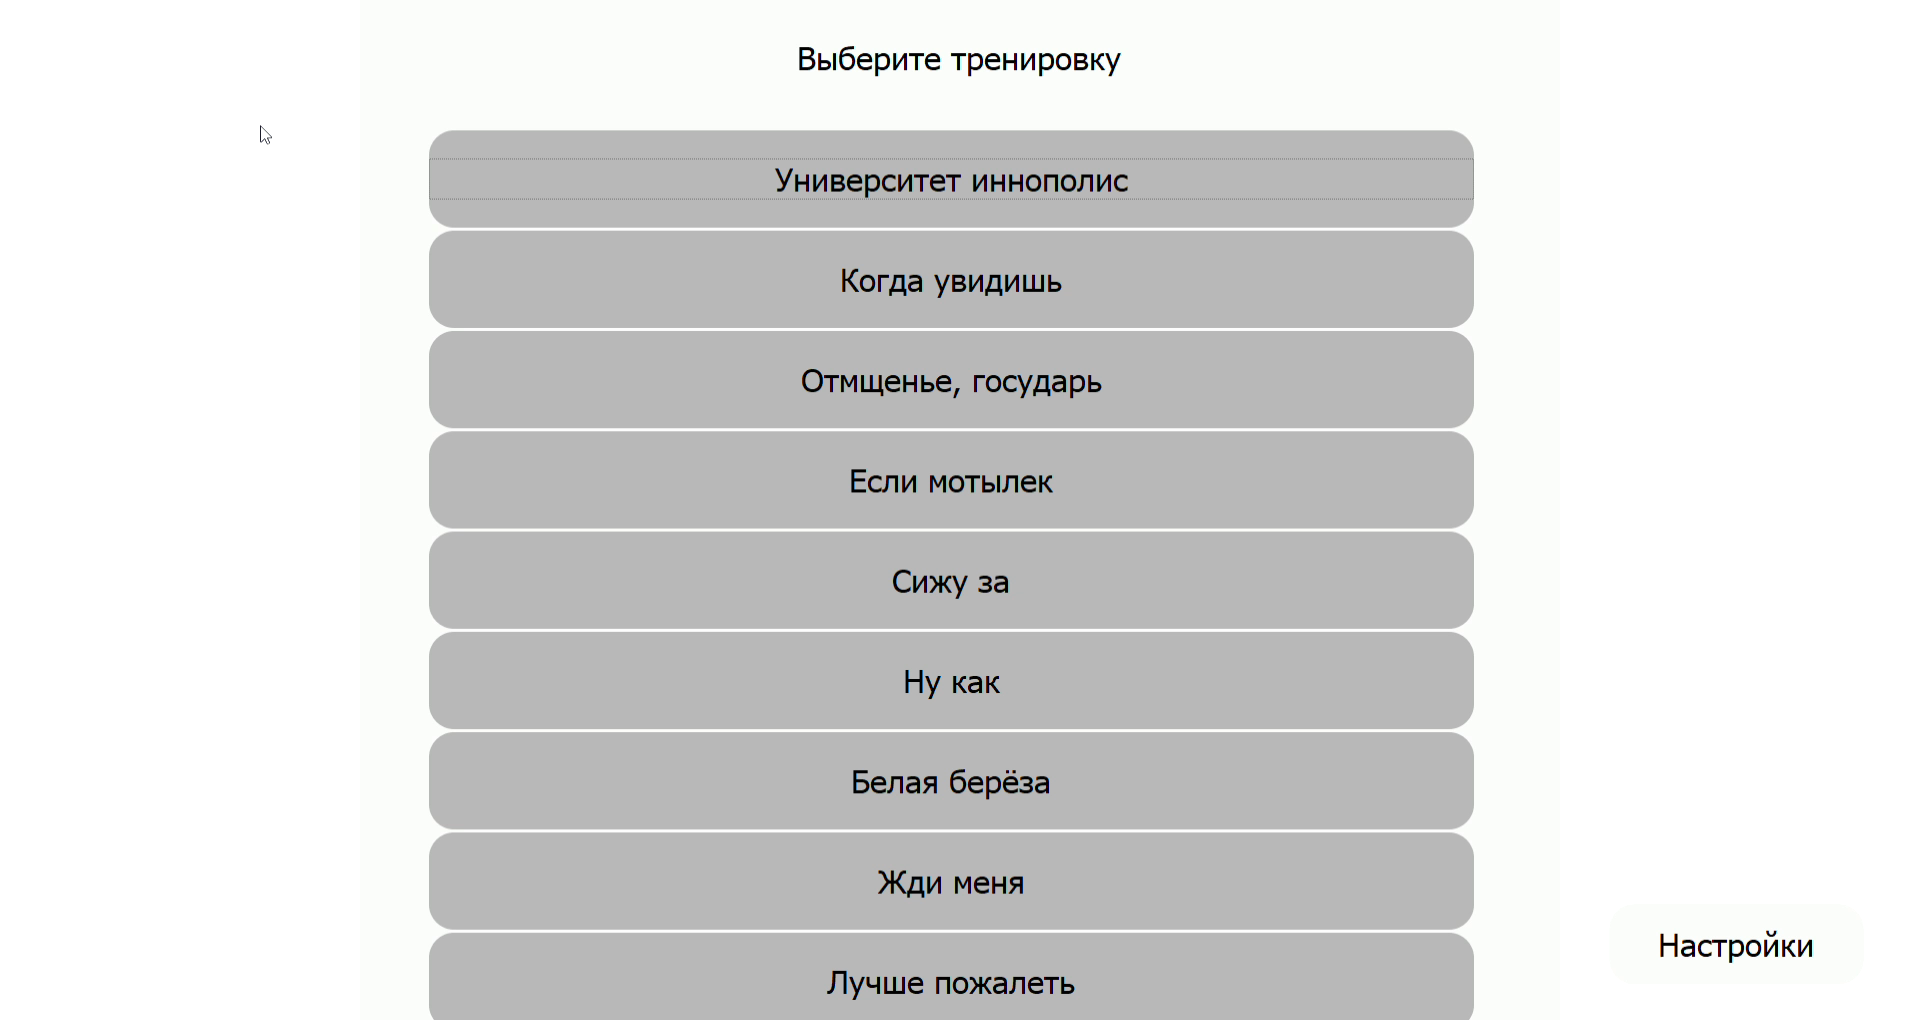 Выберите тренировку
Университет иннополис
Когда увидишь
Отмщенье, государь
Если мотылек
Сижу за
Ну как
Белая берёза
Жди меня
Лучше пожалеть
Настройки